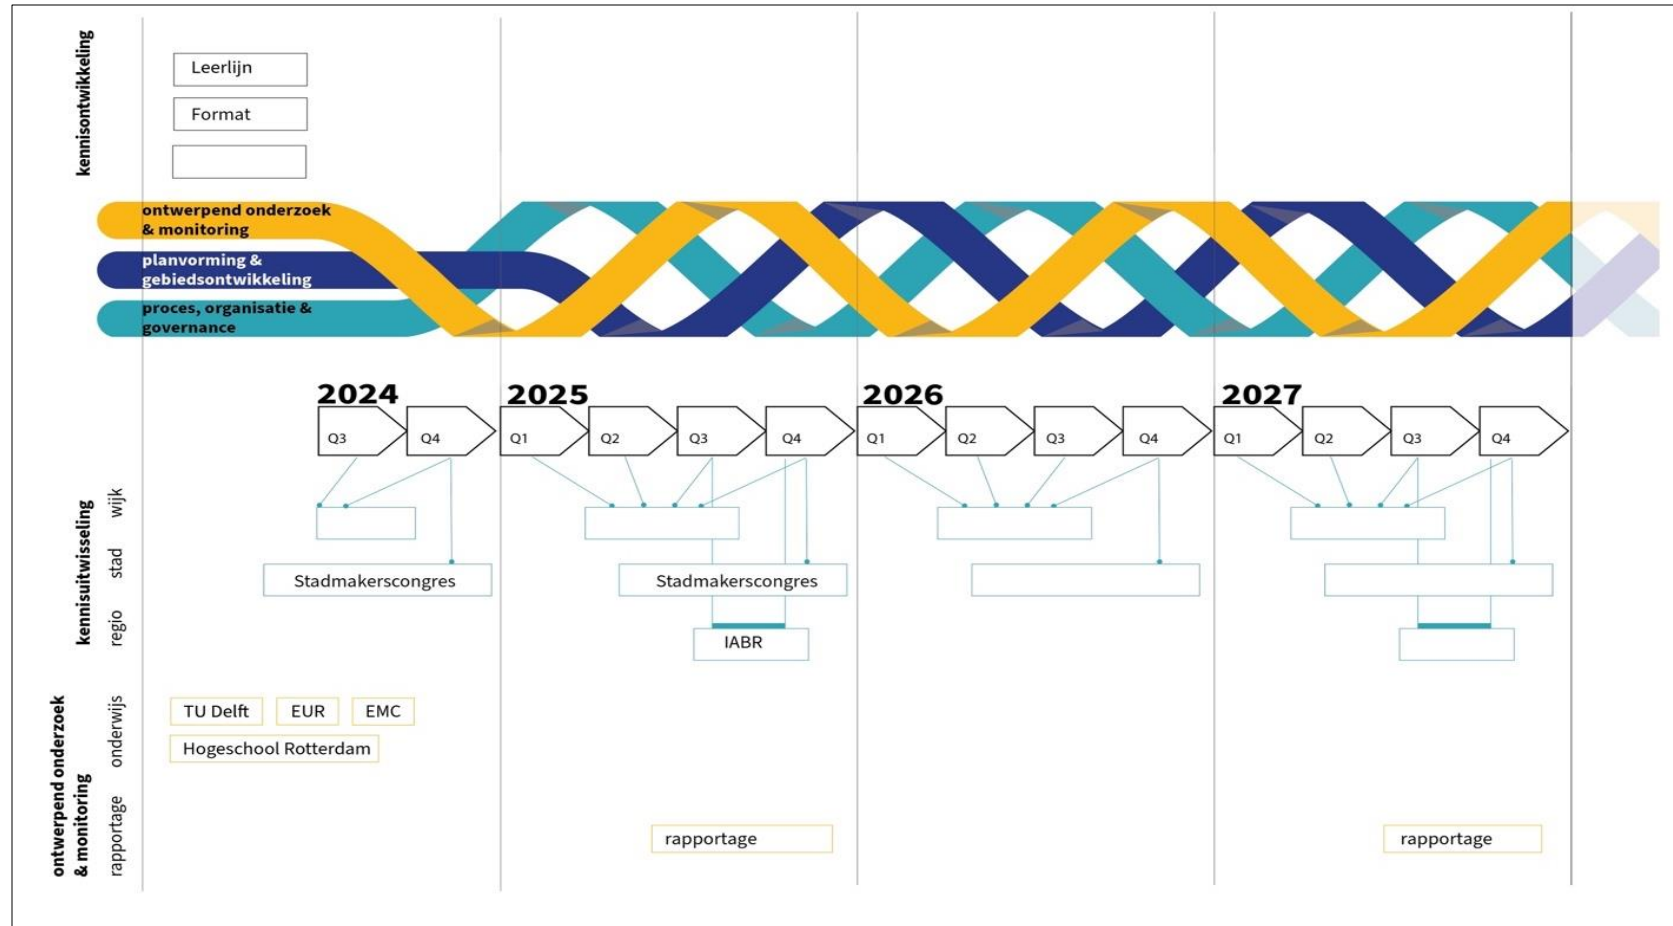 kennisontwikkeling
Leerlijn
Format
ontwerpend onderzoek
& monitoring
planvorming &
gebiedsontwikkeling
proces, organisatie &
governance
2024
2025
2026
2027
Q3
Q4
Q1
Q2
Q3
Q4
Q1
Q2
Q3
Q4
Q1
Q2
Q3
Q4
kennisuitwisseling
wijk
stad
regio
Stadmakerscongres
Stadmakerscongres
IABR
ontwerpend onderzoek
& monitoring
onderwijs
rapportage
TU Delft
EUR
EMC
Hogeschool Rotterdam
rapportage
rapportage